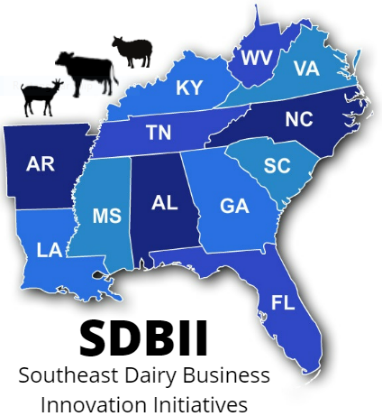 WV
VA
KY
NC
TN
AR
SC
MS
AL
GA
LA
FL
SDBII
Southeast Dairy Business
Innovation Initiatives